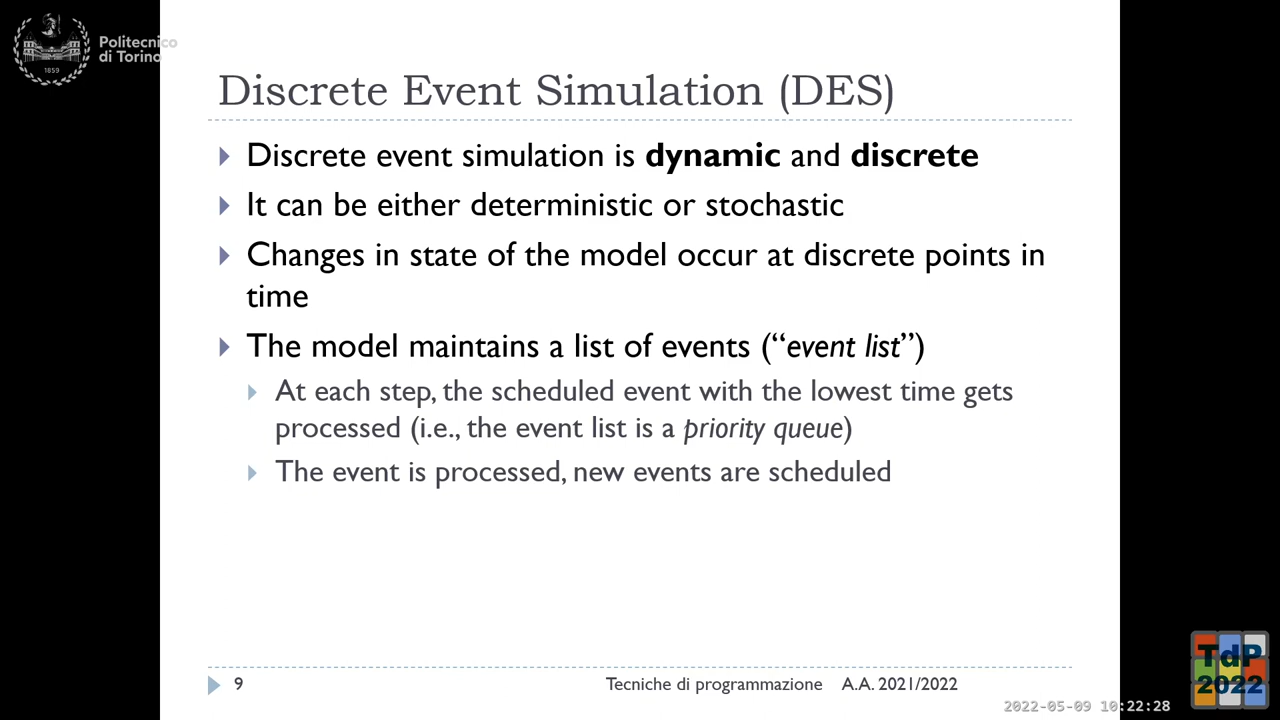 Politecnico
di Torino
1859
Discrete Event Simulation (DES)
Discrete event simulation is dynamic and discrete
It can be either deterministic or stochastic
Changes in state of the model occur at discrete points in
time
The model maintains a list of events (“event list”)
At each step, the scheduled event with the lowest time gets
processed (i.e., the event list is a priority queue)
The event is processed, new events are scheduled
9
Tecniche di programmazione A.A. 2021/2022
2022-05-09 10:22:28
TdP
2022